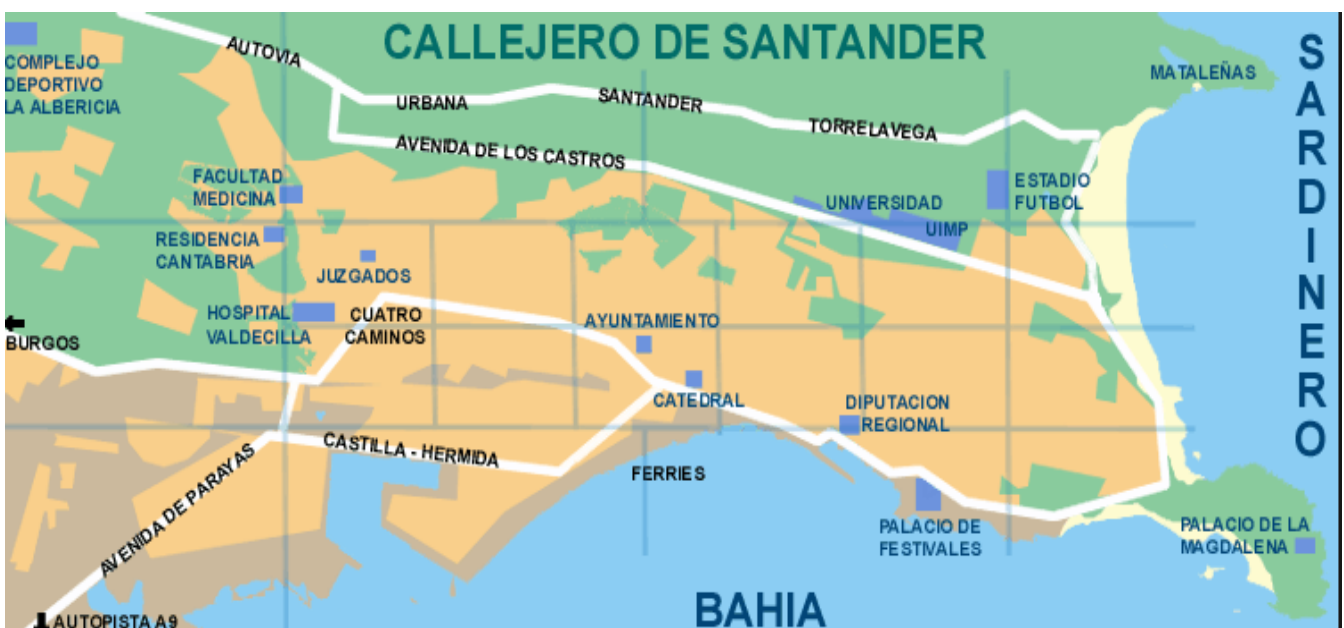 CALLEJERO DE SANTANDER
COMPLEJO
DEPORTIVO
LA ALBERICIA
AUTOVIA
URBANA
SANTANDER
TORRELAVEGA
MATALEÑAS
SARDINERO
AVENIDA DE LOS CASTROS
FACULTAD
MEDICINA
ESTADIO
FUTBOL
UNIVERSIDAD
UIMP
RESIDENCIA
CANTABRIA
JUZGADOS
HOSPITAL
VALDECILLA
CUATRO
CAMINOS
AYUNTAMIENTO
BURGOS
CATEDRAL
DIPUTACION
REGIONAL
CASTILLA - HERMIDA
FERRIES
AVENIDA DE PARAYAS
PALACIO DE
FESTIVALES
PALACIO DE LA
MAGDALENA
BAHIA
AUTOPISTA A9